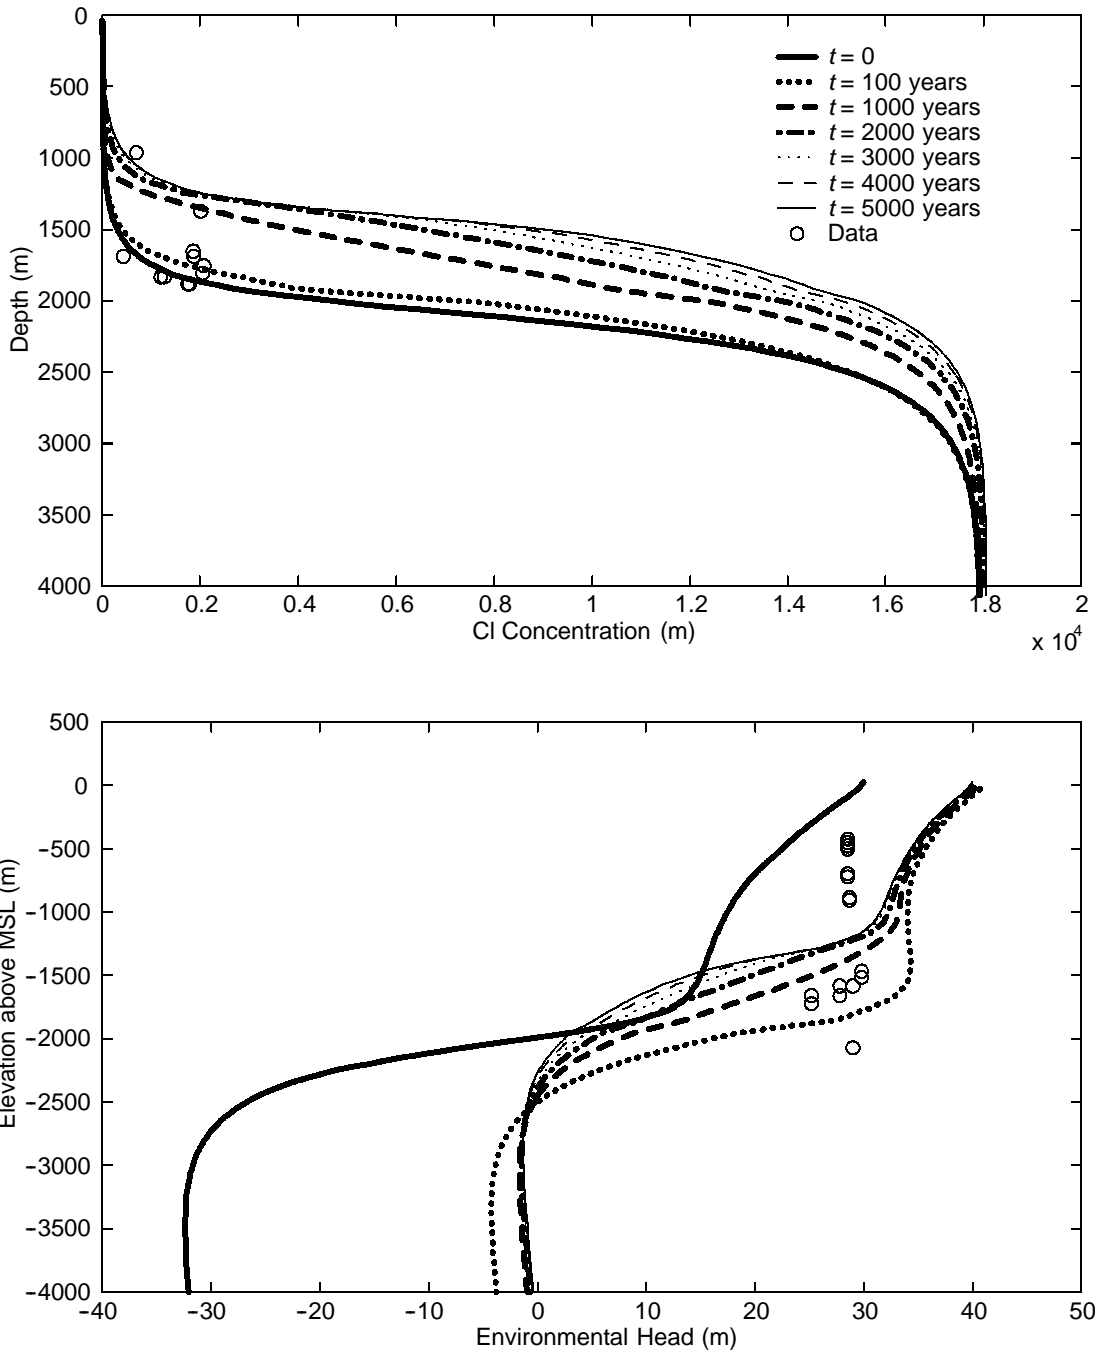 0
500
1000
1500
2000
2500
3000
3500
4000
Depth (m)
t = 0
t = 100 years
t = 1000 years
t = 2000 years
t = 3000 years
t = 4000 years
t = 5000 years
Data
0 0.2 0.4 0.6 0.8 1 1.2 1.4 1.6 1.8 2
Cl Concentration (m)
x 10⁴
500
0
-500
-1000
-1500
-2000
-2500
-3000
-3500
-4000
Elevation above MSL (m)
-40 -30 -20 -10 0 10 20 30 40 50
Environmental Head (m)